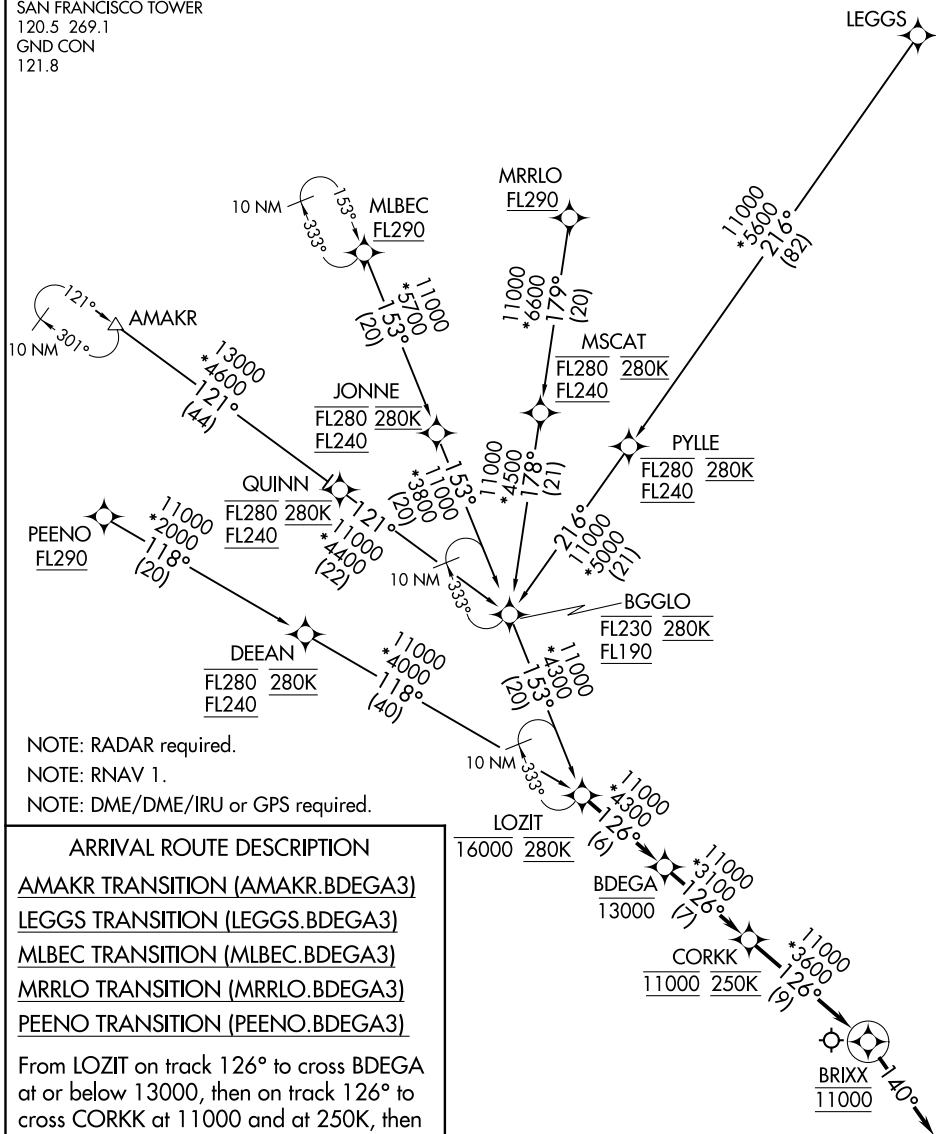 SAN FRANCISCO TOWER
120.5 269.1
GND CON
121.8
LEGGS
11000
*5600
216°
(82)
MRRLO
FL290
11000
*6600
179°
(20)
10 NM
153°
333°
MLBEC
FL290
11000
*5700
153°
(20)
121°
301°
10 NM
AMAKR
13000
*4600
121°
(44)
MSCAT
FL280 280K
FL240
11000
*4500
178°
(21)
JONNE
FL280 280K
FL240
153°
11000
*3800
(20)
PYLLE
FL280 280K
FL240
216°
11000
*5000
(21)
QUINN
FL280 280K
FL240
121°
11000
*4400
(22)
PEENO
FL290
11000
*2000
118°
(20)
10 NM
333°
BGGLO
FL230 280K
FL190
11000
*4300
153°
(20)
DEEAN
FL280 280K
FL240
11000
*4000
118°
(40)
10 NM
333°
NOTE: RADAR required.
NOTE: RNAV 1.
NOTE: DME/DME/IRU or GPS required.
LOZIT
16000 280K
11000
*4300
126°
(6)
BDEGA
13000
11000
*3100
126°
(7)
CORKK
11000 250K
11000
*3600
126°
(9)
BRIXX
11000
140°
ARRIVAL ROUTE DESCRIPTION
AMAKR TRANSITION (AMAKR.BDEGA3)
LEGGS TRANSITION (LEGGS.BDEGA3)
MLBEC TRANSITION (MLBEC.BDEGA3)
MRRLO TRANSITION (MRRLO.BDEGA3)
PEENO TRANSITION (PEENO.BDEGA3)
From LOZIT on track 126° to cross BDEGA
at or below 13000, then on track 126° to
cross CORKK at 11000 and at 250K, then